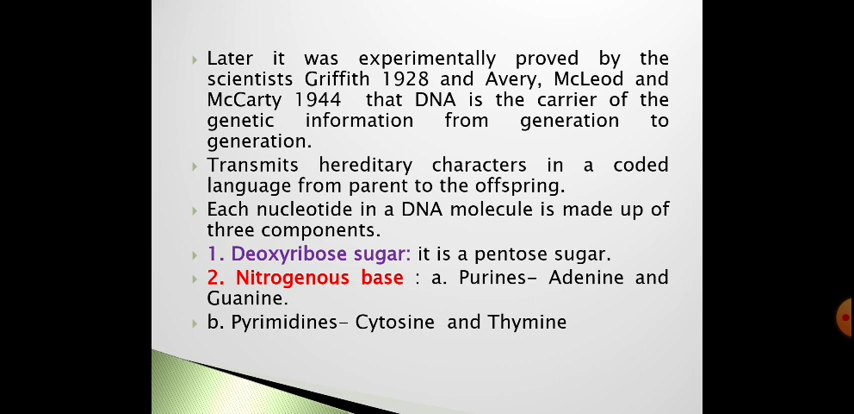 Later it was experimentally proved by the
scientists Griffith 1928 and Avery, McLeod and
McCarty 1944 that DNA is the carrier of the
genetic information from generation to
generation.
Transmits hereditary characters in a coded
language from parent to the offspring.
Each nucleotide in a DNA molecule is made up of
three components.
1. Deoxyribose sugar: it is a pentose sugar.
2. Nitrogenous base : a. Purines- Adenine and
Guanine.
b. Pyrimidines- Cytosine and Thymine